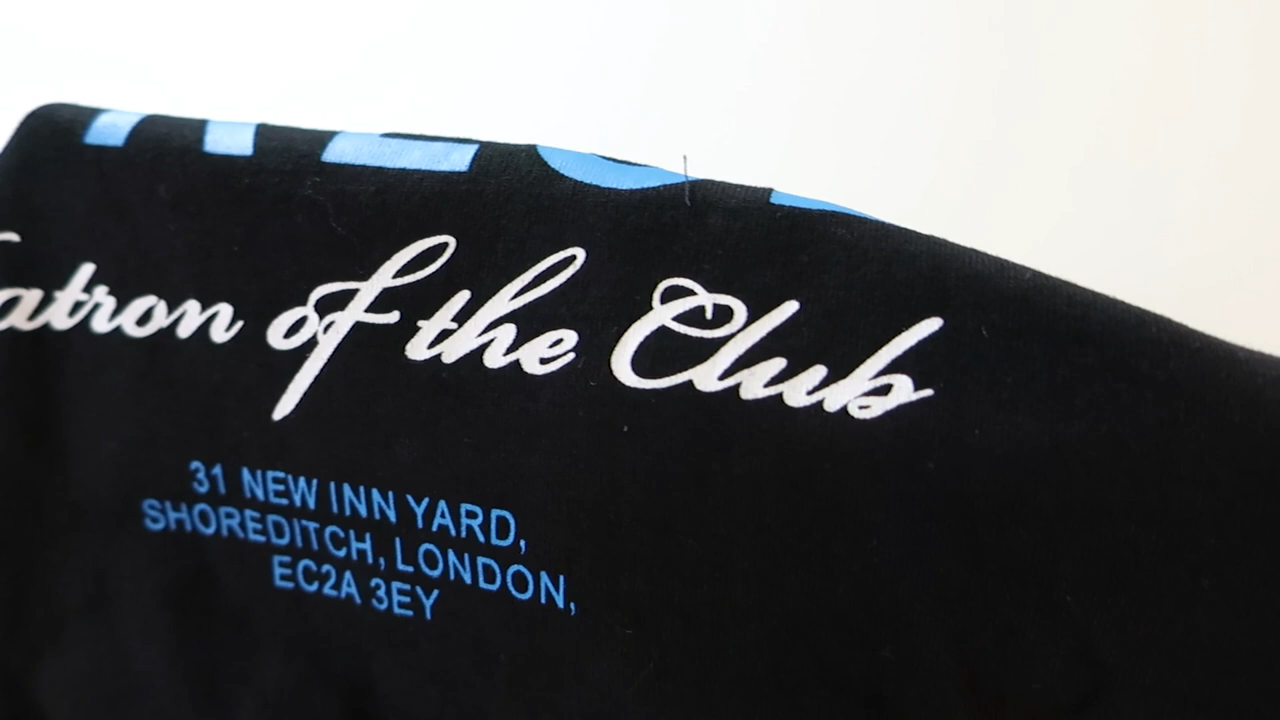 atron of the Club
31 NEW INN YARD,
SHOREDITCH, LONDON,
EC2A 3EY